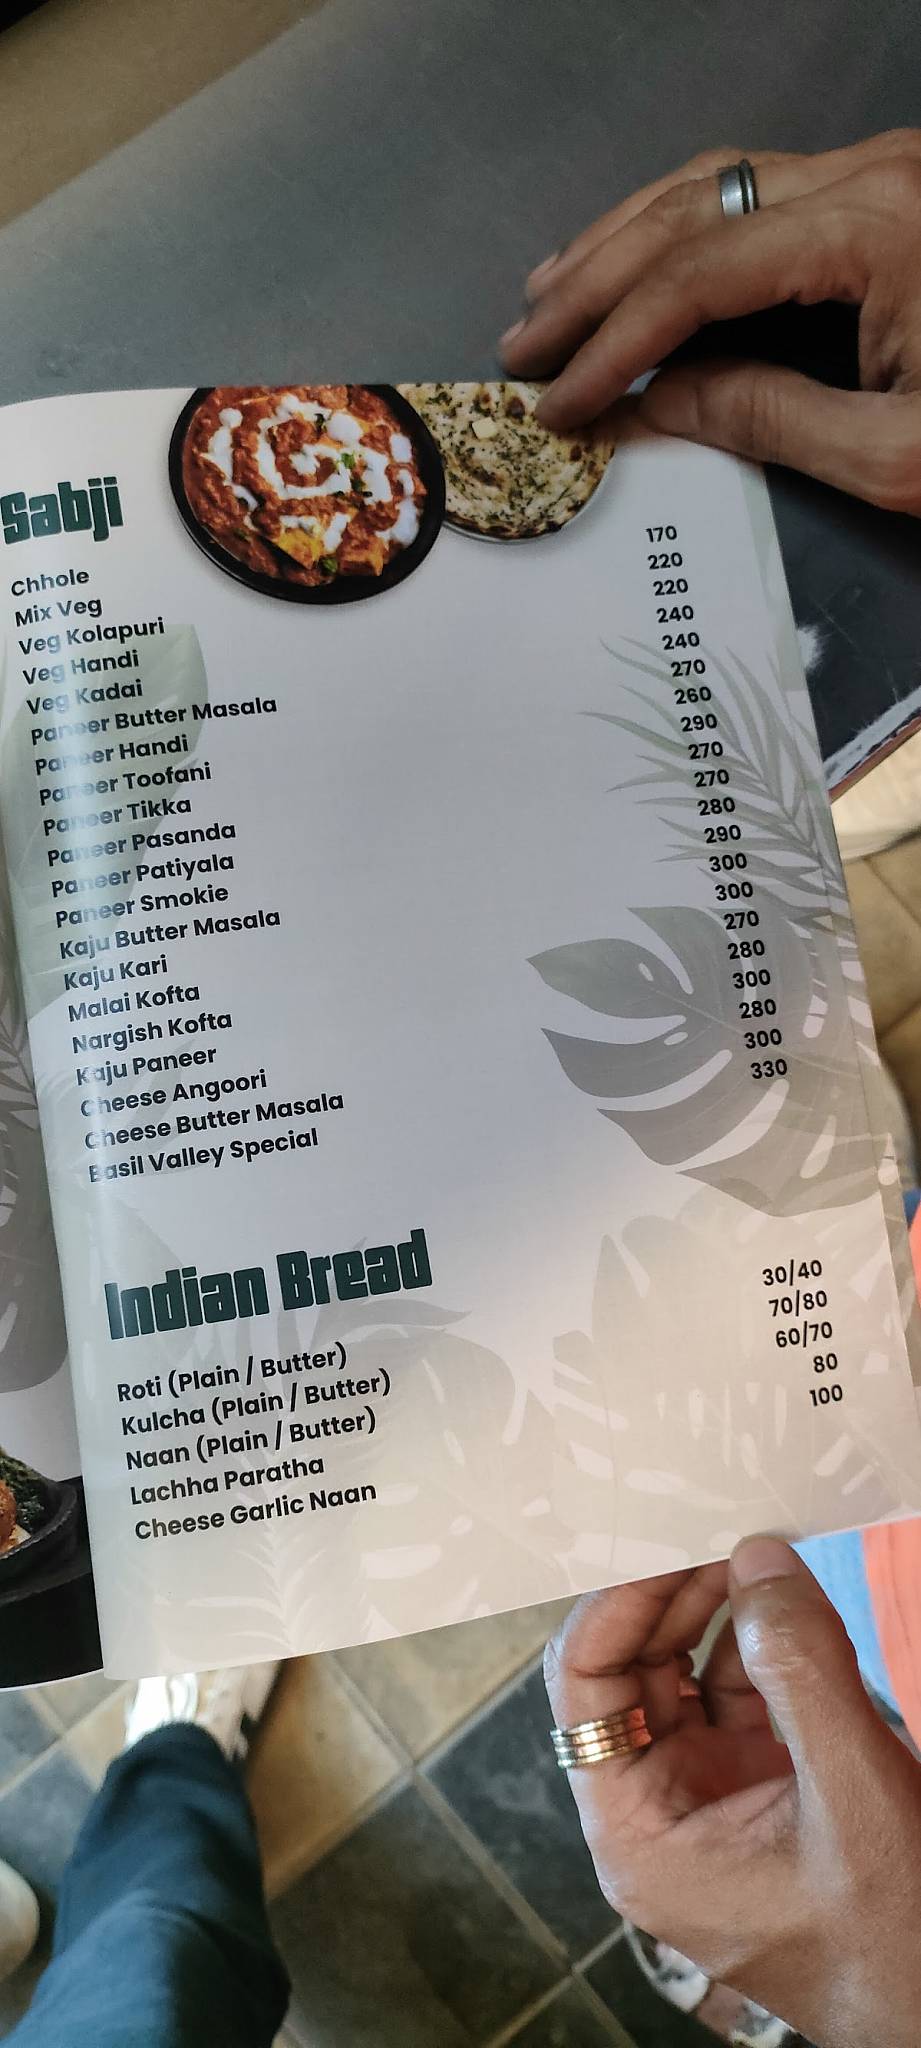 Sabji
Chhole 170
Mix Veg 220
Veg Kolapuri 220
Veg Handi 240
Veg Kadai 240
Paneer Butter Masala 270
Paneer Handi 260
Paneer Toofani 290
Paneer Tikka 270
Paneer Pasanda 270
Paneer Patiyala 280
Paneer Smokie 290
Kaju Butter Masala 300
Kaju Kari 300
Malai Kofta 270
Nargish Kofta 280
Kaju Paneer 300
Cheese Angoori 280
Cheese Butter Masala 300
Basil Valley Special 330
Indian Bread
Roti (Plain / Butter) 30/40
Kulcha (Plain / Butter) 70/80
Naan (Plain / Butter) 60/70
Lachha Paratha 80
Cheese Garlic Naan 100